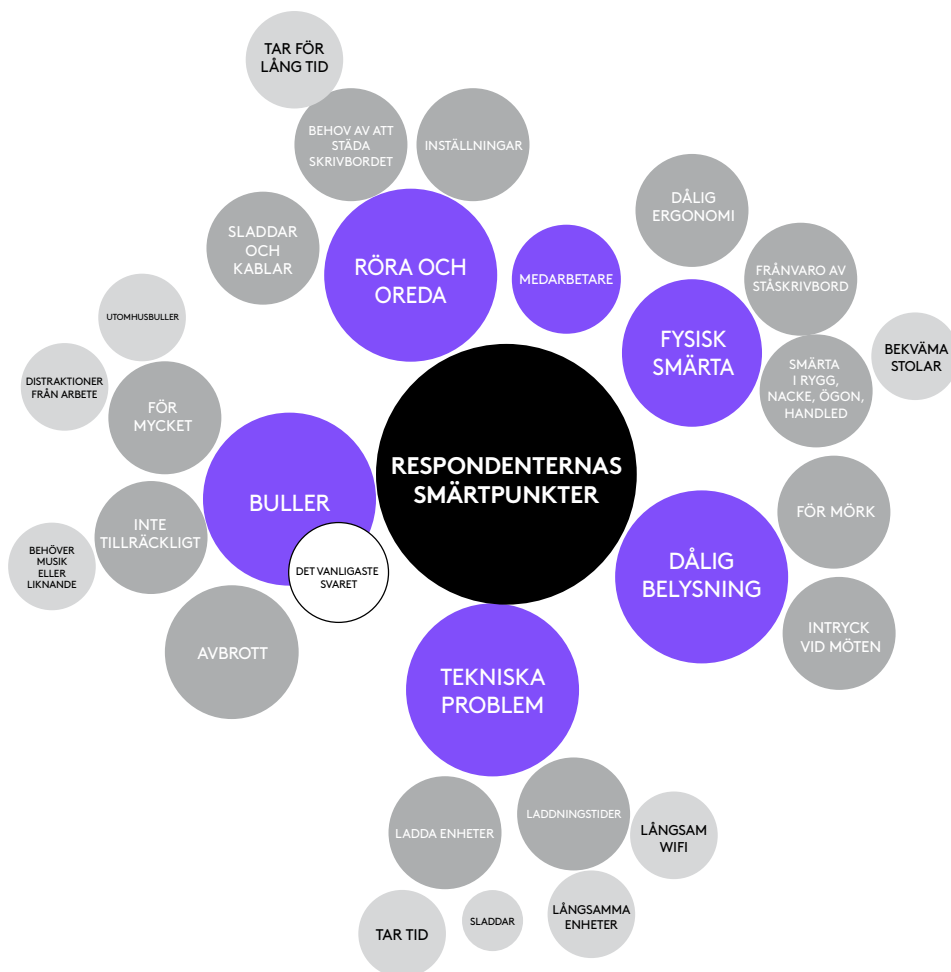 TAR FÖR
LÅNG TID
BEHOV AV ATT
STÄDA
SKRIVBORDET
INSTÄLLNINGAR
SLADDAR
OCH
KABLAR
RÖRA OCH
OREDA
MEDARBETARE
DÅLIG
ERGONOMI
FRÅNVARO AV
STÅSKRIVBORD
FYSISK
SMÄRTA
BEKVÄMA
STOLAR
SMÄRTA
I RYGG,
NACKE, ÖGON,
HANDLED
UTOMHUSBULLER
DISTRAKTIONER
FRÅN ARBETE
FÖR
MYCKET
RESPONDENTERNAS
SMÄRTPUNKTER
BULLER
INTE
TILLRÄCKLIGT
BEHÖVER
MUSIK
ELLER
LIKNANDE
DET VANLIGASTE
SVARET
AVBROTT
FÖR MÖRK
DÅLIG
BELYSNING
INTRYCK
VID MÖTEN
TEKNISKA
PROBLEM
LADDA ENHETER
LADDNINGSTIDER
LÅNGSAM
WIFI
TAR TID
SLADDAR
LÅNGSAMMA
ENHETER